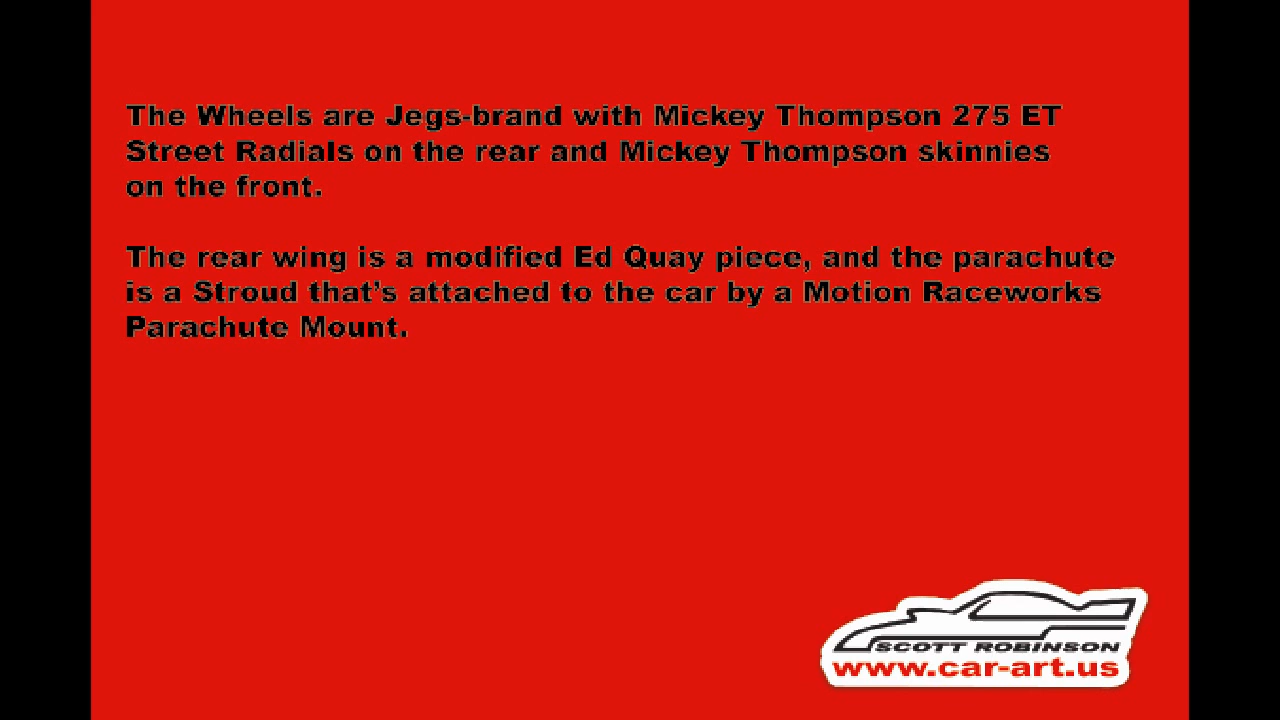 The Wheels are Jegs-brand with Mickey Thompson 275 ET
Street Radials on the rear and Mickey Thompson skinnies
on the front.
The rear wing is a modified Ed Quay piece, and the parachute
is a Stroud that's attached to the car by a Motion Raceworks
Parachute Mount.
SCOTT ROBINSON
www.car-art.us